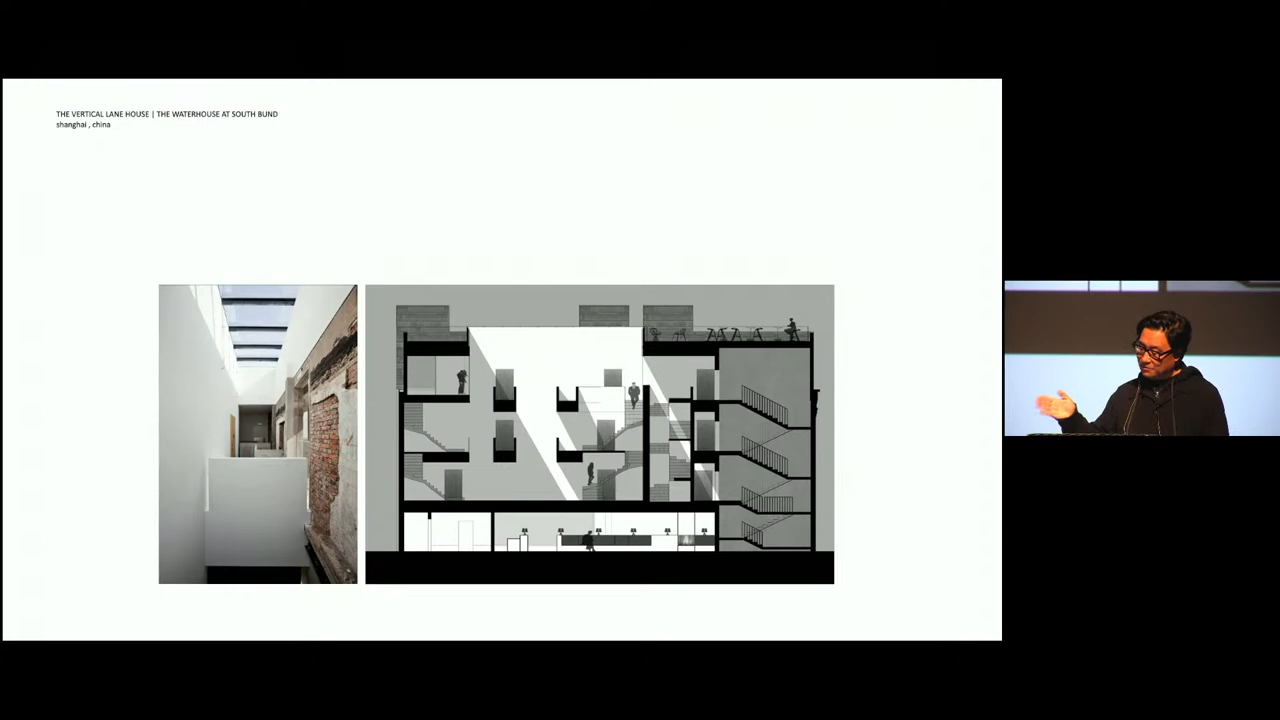 THE VERTICAL LANE HOUSE | THE WATERHOUSE AT SOUTH BUND
shanghai , china